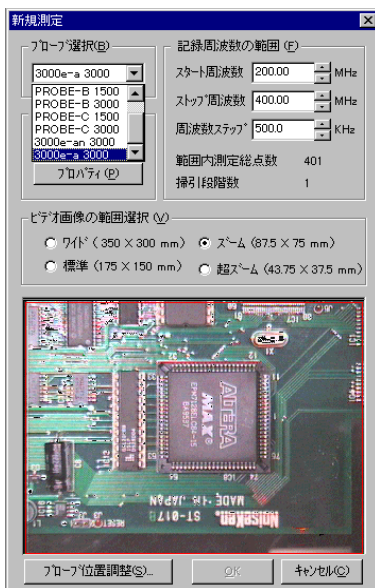 新規測定
プローブ選択(B)
3000e-a 3000
PROBE-B 1500
PROBE-B 3000
PROBE-C 1500
PROBE-C 3000
3000e-an 3000
3000e-a 3000
プロパティ(P)
記録周波数の範囲(F)
スタート周波数 200.00 MHz
ストップ周波数 400.00 MHz
周波数ステップ 500.0 KHz
範囲内測定総点数 401
掃引段階数 1
ビデオ画像の範囲選択(V)
ワイド(350×300 mm)
ズーム(87.5×75 mm)
標準(175×150 mm)
超ズーム(43.75×37.5 mm)
ALTERA
MAX
MADE IN JAPAN
ST-017
NoiseKen
プローブ位置調整(S)...
OK
キャンセル(C)